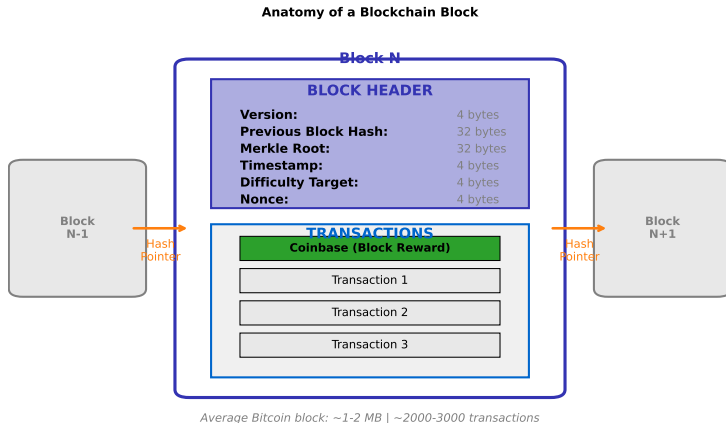 Anatomy of a Blockchain Block
Block N
BLOCK HEADER
Version: 4 bytes
Previous Block Hash: 32 bytes
Merkle Root: 32 bytes
Timestamp: 4 bytes
Difficulty Target: 4 bytes
Nonce: 4 bytes
Block
N-1
Hash
Pointer
TRANSACTIONS
Coinbase (Block Reward)
Transaction 1
Transaction 2
Transaction 3
Hash
Pointer
Block
N+1
Average Bitcoin block: ~1-2 MB | ~2000-3000 transactions